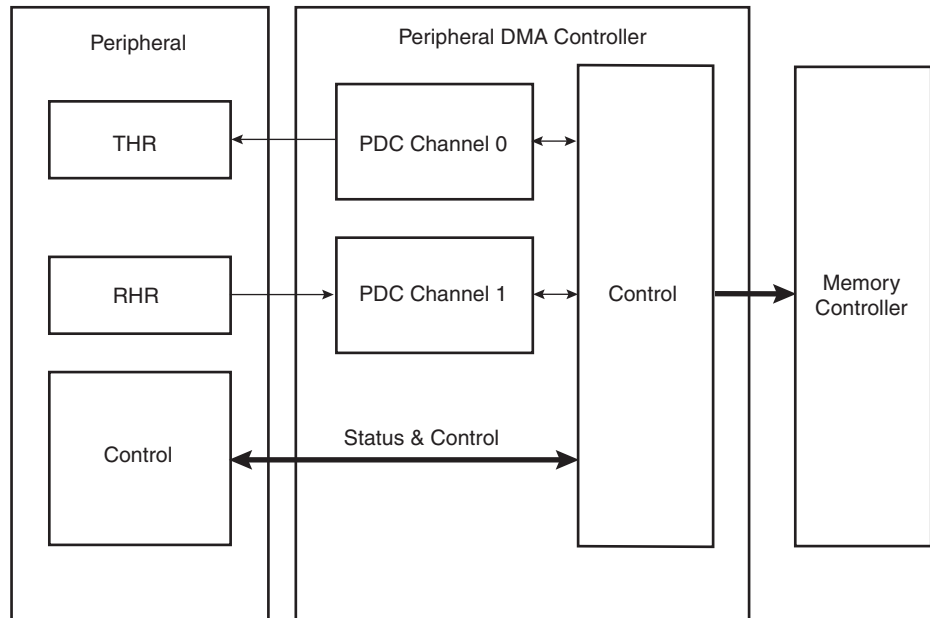 Peripheral
Peripheral DMA Controller
THR
PDC Channel 0
RHR
PDC Channel 1
Control
Memory
Controller
Control
Status & Control